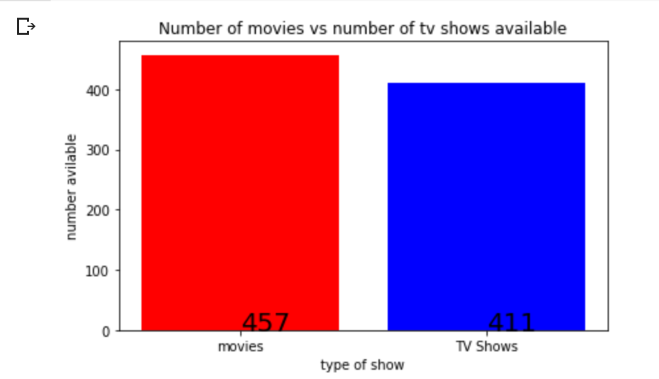 Number of movies vs number of tv shows available
number avilable
400
300
200
100
0
457
411
movies
TV Shows
type of show